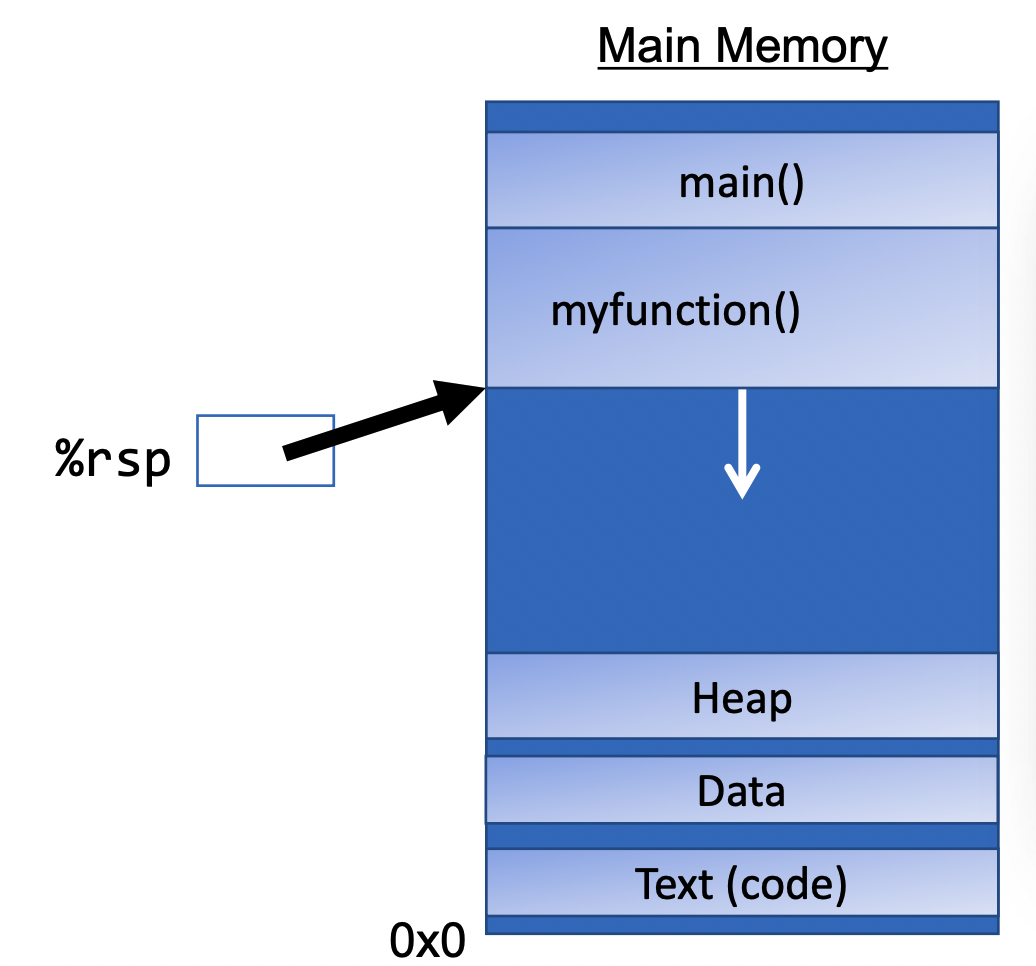 Main Memory
main()
myfunction()
%rsp
Heap
Data
Text (code)
0x0